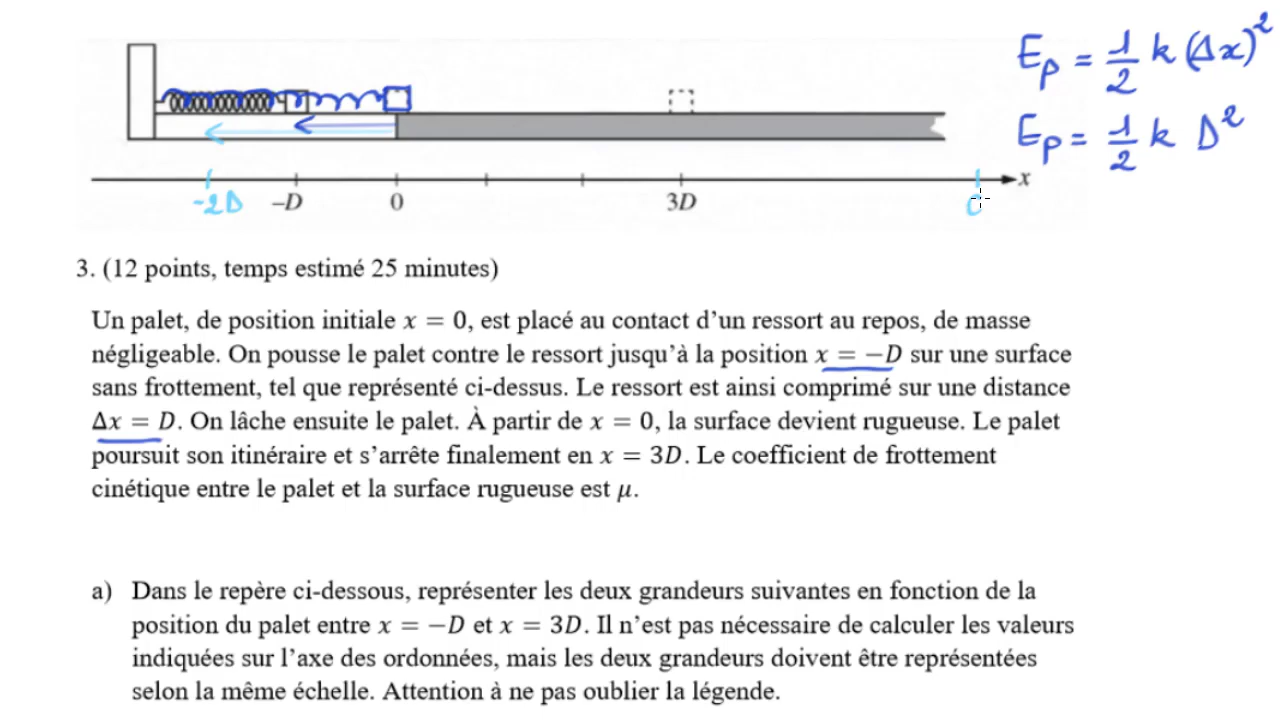 E_p = 1/2 k (Δx)²
E_p = 1/2 k D²
x
-2D –D 0 3D
3. (12 points, temps estimé 25 minutes)
Un palet, de position initiale x = 0, est placé au contact d’un ressort au repos, de masse
négligeable. On pousse le palet contre le ressort jusqu’à la position x = −D sur une surface
sans frottement, tel que représenté ci-dessus. Le ressort est ainsi comprimé sur une distance
Δx = D. On lâche ensuite le palet. À partir de x = 0, la surface devient rugueuse. Le palet
poursuit son itinéraire et s’arrête finalement en x = 3D. Le coefficient de frottement
cinétique entre le palet et la surface rugueuse est μ.
a) Dans le repère ci-dessous, représenter les deux grandeurs suivantes en fonction de la
position du palet entre x = −D et x = 3D. Il n’est pas nécessaire de calculer les valeurs
indiquées sur l’axe des ordonnées, mais les deux grandeurs doivent être représentées
selon la même échelle. Attention à ne pas oublier la légende.